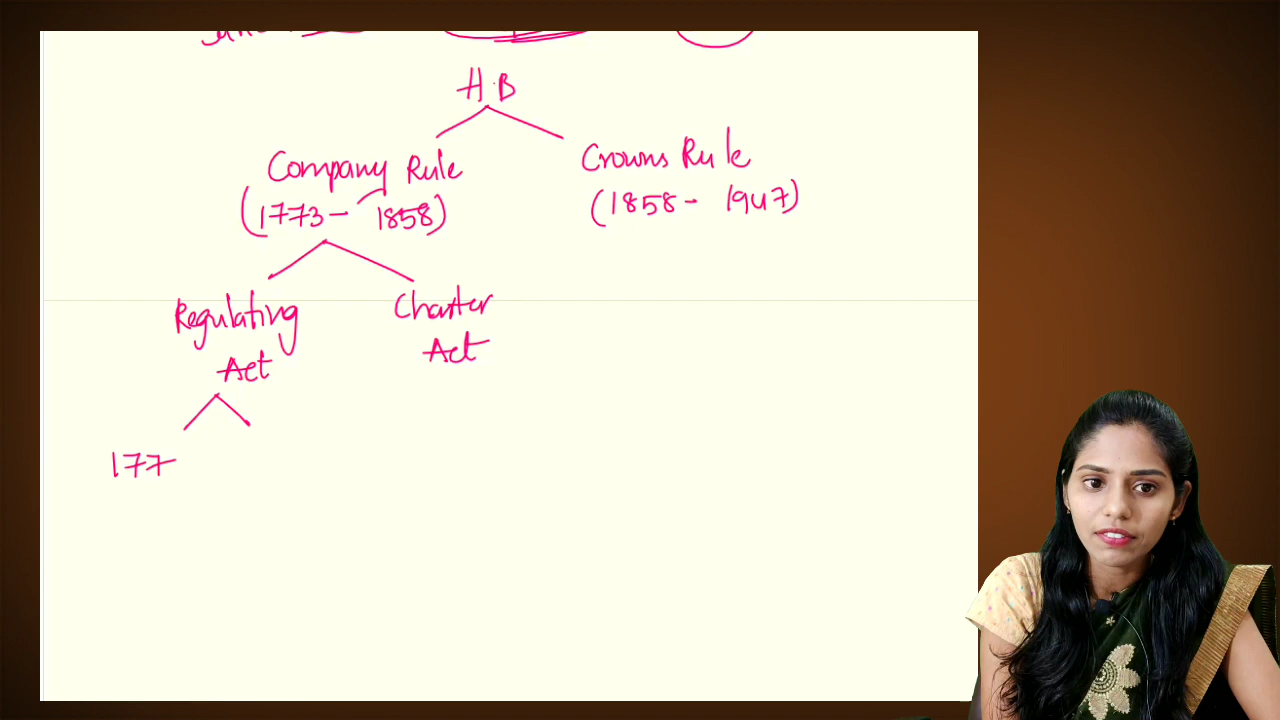 H.B
Company Rule
Crowns Rule
(1773 - 1858)
(1858 - 1947)
Regulating
Act
Charter
Act
177